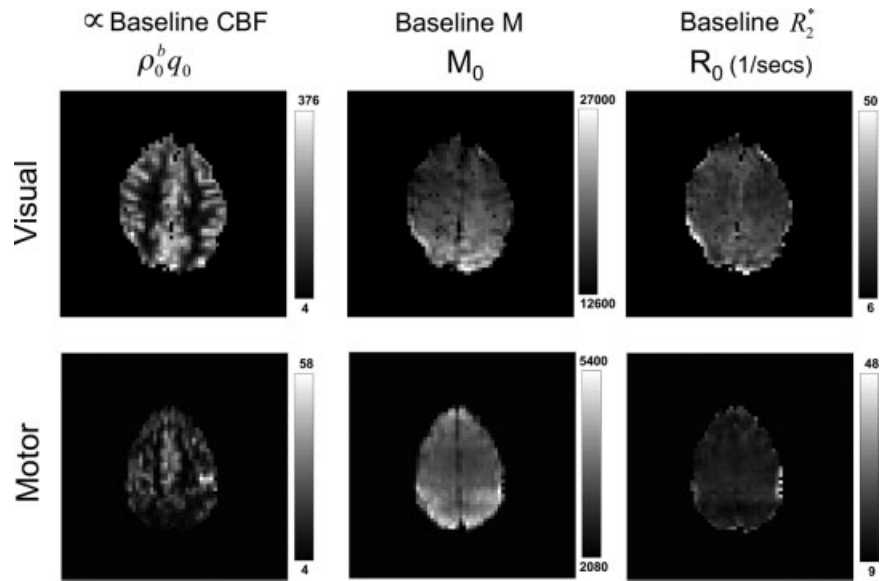 ∝ Baseline CBF
ρ₀ᵇq₀
Baseline M
M₀
Baseline R₂*
R₀ (1/secs)
Visual
376
4
27000
12600
50
6
Motor
58
4
5400
2080
48
9